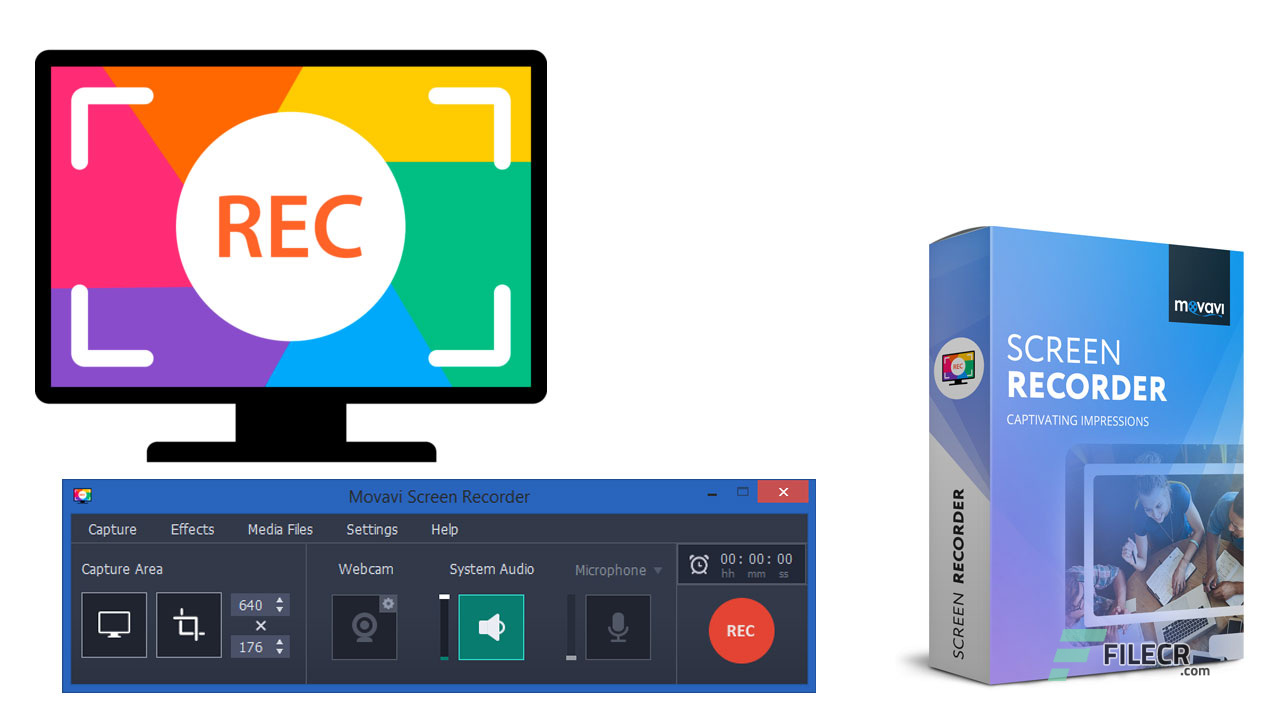 REC
Movavi Screen Recorder
Capture Effects Media Files Settings Help
Capture Area Webcam System Audio Microphone
00:00:00
hh mm ss
640
×
176
REC
movavi
SCREEN
RECORDER
CAPTIVATING IMPRESSIONS
REC
SCREEN RECORDER
FILECR
.com